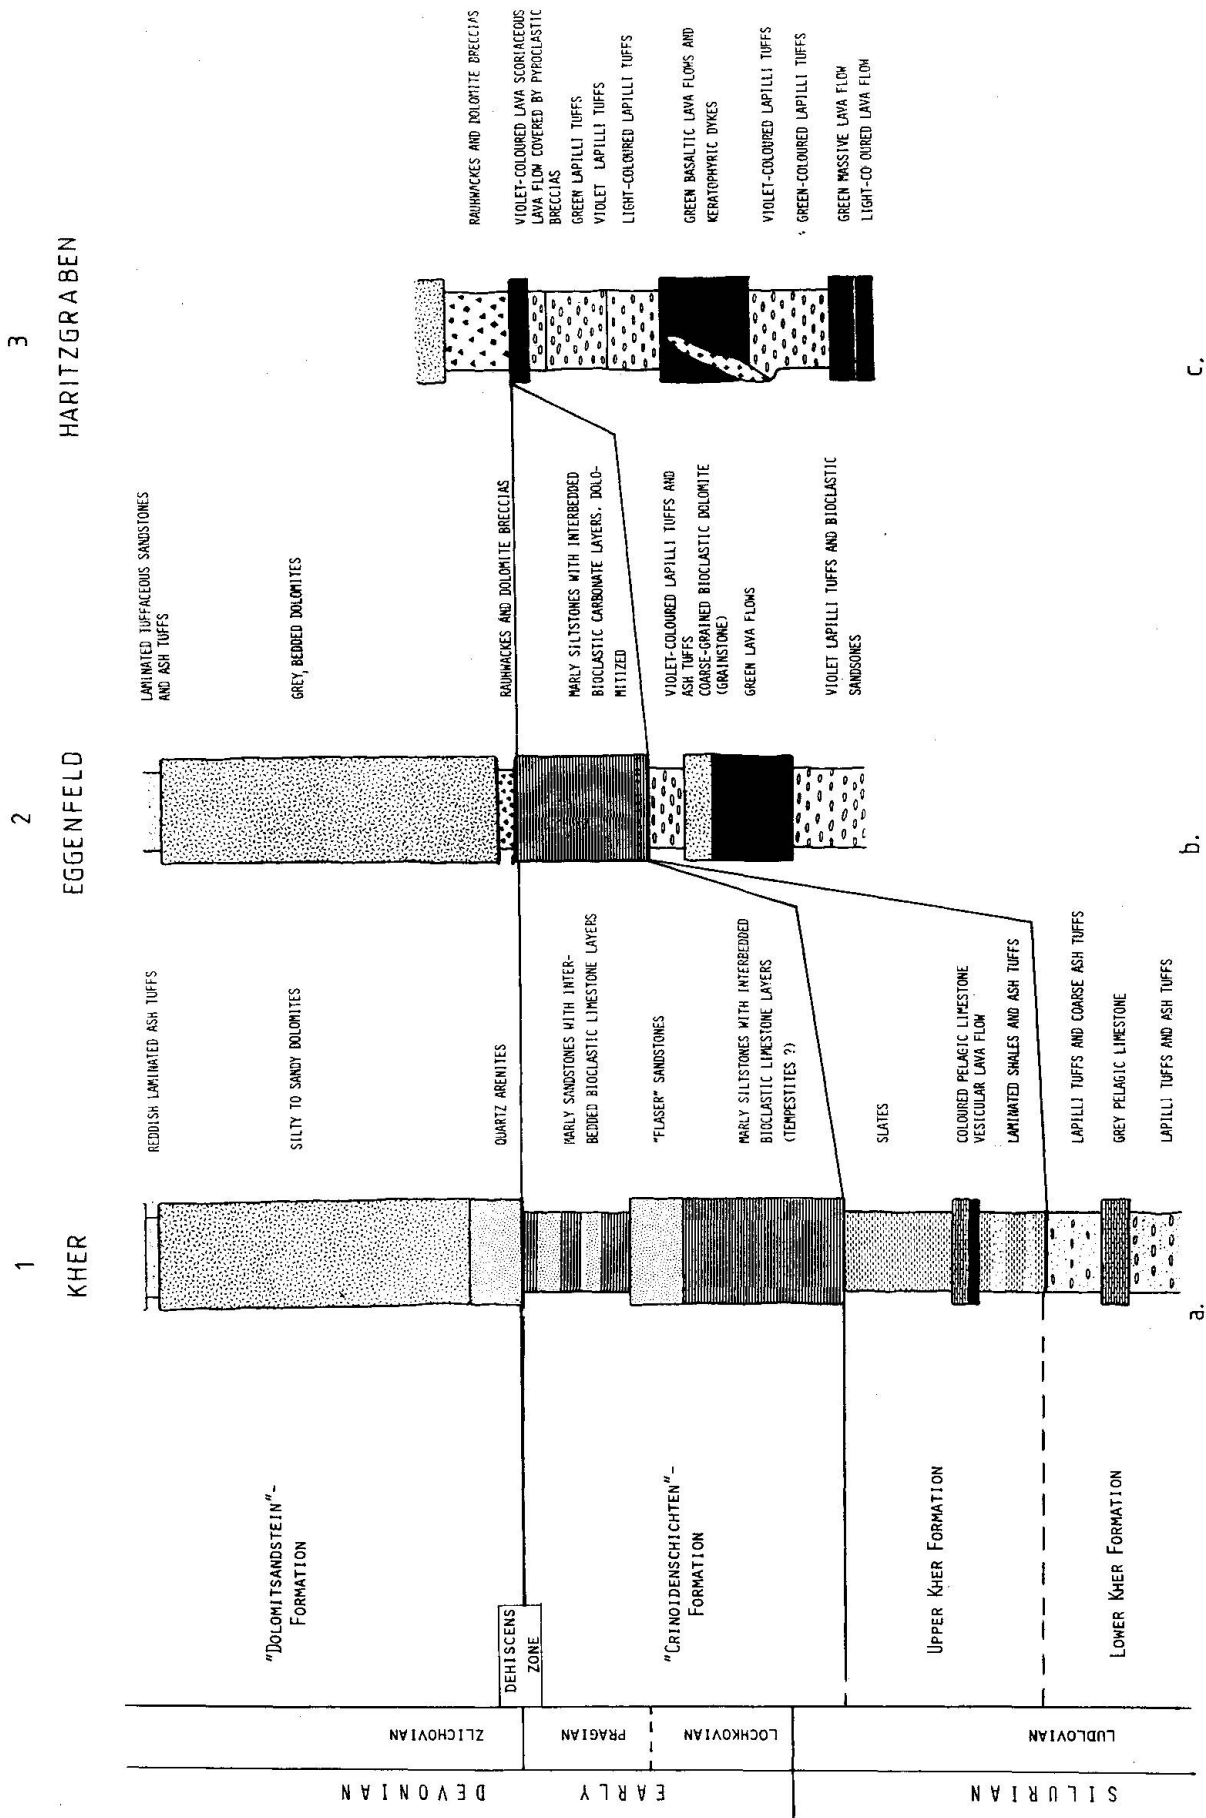 1
KHER
2
EGGENFELD
3
HARITZGRABEN
SILURIAN
EARLY DEVONIAN
LUDLOVIAN
LOCHKOVIAN
PRAGIAN
ZLICHOVIAN
DEHISCENS
ZONE
"DOLOMITSANDSTEIN"-
FORMATION
"CRINOIDENSCHICHTEN"-
FORMATION
UPPER KHER FORMATION
LOWER KHER FORMATION
REDDISH LAMINATED ASH TUFFS
SILTY TO SANDY DOLOMITES
QUARTZ ARENITES
MARLY SANDSTONES WITH INTER-
BEDDED BIOCLASTIC LIMESTONE LAYERS
"FLASER" SANDSTONES
MARLY SILTSTONES WITH INTERBEDDED
BIOCLASTIC LIMESTONE LAYERS
(TEMPESTITES ?)
SLATES
COLOURED PELAGIC LIMESTONE
VESICULAR LAVA FLOW
LAMINATED SHALES AND ASH TUFFS
LAPILLI TUFFS AND COARSE ASH TUFFS
GREY PELAGIC LIMESTONE
LAPILLI TUFFS AND ASH TUFFS
a.
LAMINATED TUFFACEOUS SANDSTONES
AND ASH TUFFS
GREY, BEDDED DOLOMITES
RAUHWACKES AND DOLOMITE BRECCIAS
MARLY SILTSTONES WITH INTERBEDDED
BIOCLASTIC CARBONATE LAYERS, DOLO-
MITIZED
VIOLET-COLOURED LAPILLI TUFFS AND
ASH TUFFS
COARSE-GRAINED BIOCLASTIC DOLOMITE
(GRAINSTONE)
GREEN LAVA FLOWS
VIOLET LAPILLI TUFFS AND BIOCLASTIC
SANDSONES
b.
RAUHWACKES AND DOLOMITE BRECCIAS
VIOLET-COLOURED LAVA SCORIACEOUS
LAVA FLOW COVERED BY PYROCLASTIC
BRECCIAS
GREEN LAPILLI TUFFS
VIOLET LAPILLI TUFFS
LIGHT-COLOURED LAPILLI TUFFS
GREEN BASALTIC LAVA FLOWS AND
KERATOPHYRIC DYKES
VIOLET-COLOURED LAPILLI TUFFS
GREEN-COLOURED LAPILLI TUFFS
GREEN MASSIVE LAVA FLOW
LIGHT-CO OURED LAVA FLOW
c.